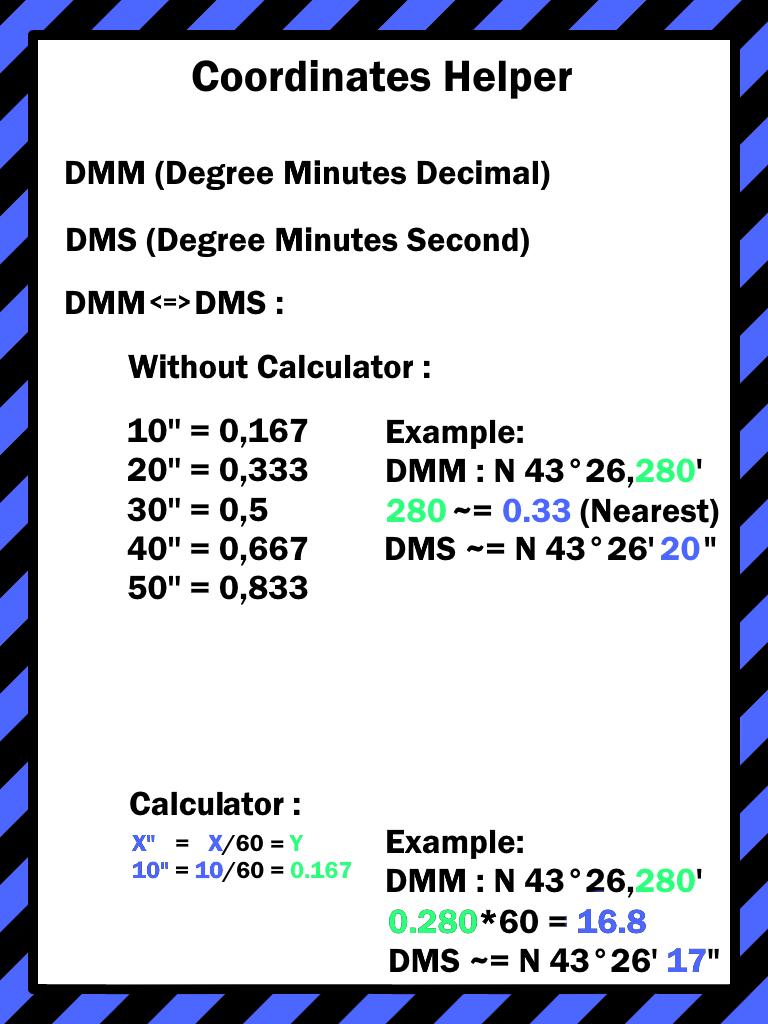 Coordinates Helper
DMM (Degree Minutes Decimal)
DMS (Degree Minutes Second)
DMM <=> DMS :
Without Calculator :
10" = 0,167
20" = 0,333
30" = 0,5
40" = 0,667
50" = 0,833
Example:
DMM : N 43°26,280'
280 ~= 0.33 (Nearest)
DMS ~= N 43°26' 20"
Calculator :
X" = X/60 = Y
10" = 10/60 = 0.167
Example:
DMM : N 43°26,280'
0.280*60 = 16.8
DMS ~= N 43°26' 17"